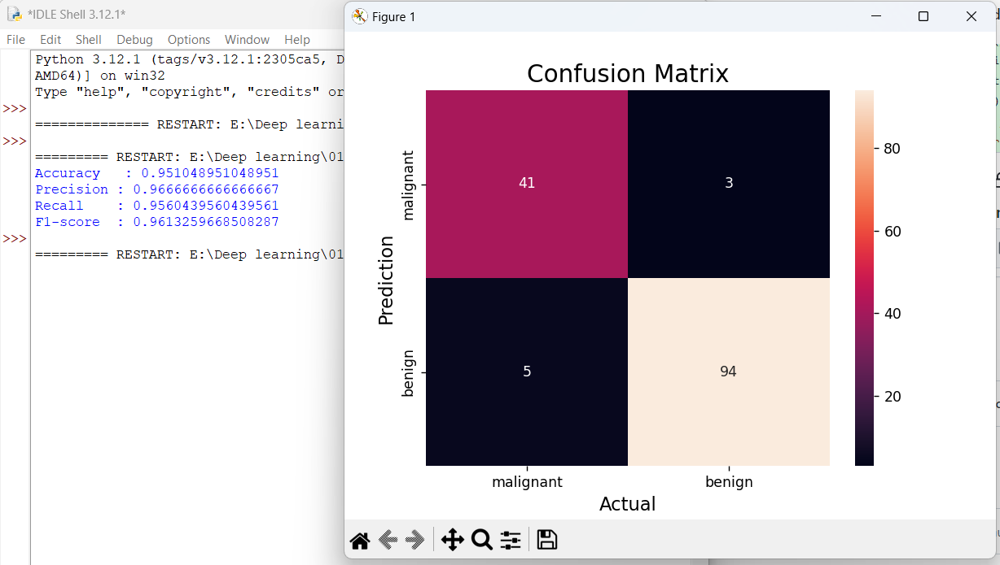 *IDLE Shell 3.12.1*
File Edit Shell Debug Options Window Help
Python 3.12.1 (tags/v3.12.1:2305ca5, D
AMD64)] on win32
Type "help", "copyright", "credits" or
>>>
============== RESTART: E:\Deep learni
>>>
========= RESTART: E:\Deep learning\01
Accuracy   : 0.951048951048951
Precision : 0.9666666666666667
Recall    : 0.9560439560439561
F1-score  : 0.9613259668508287
>>>
========= RESTART: E:\Deep learning\01
Figure 1
Confusion Matrix
Prediction
malignant
benign
41 3
5 94
malignant benign
Actual
80
60
40
20